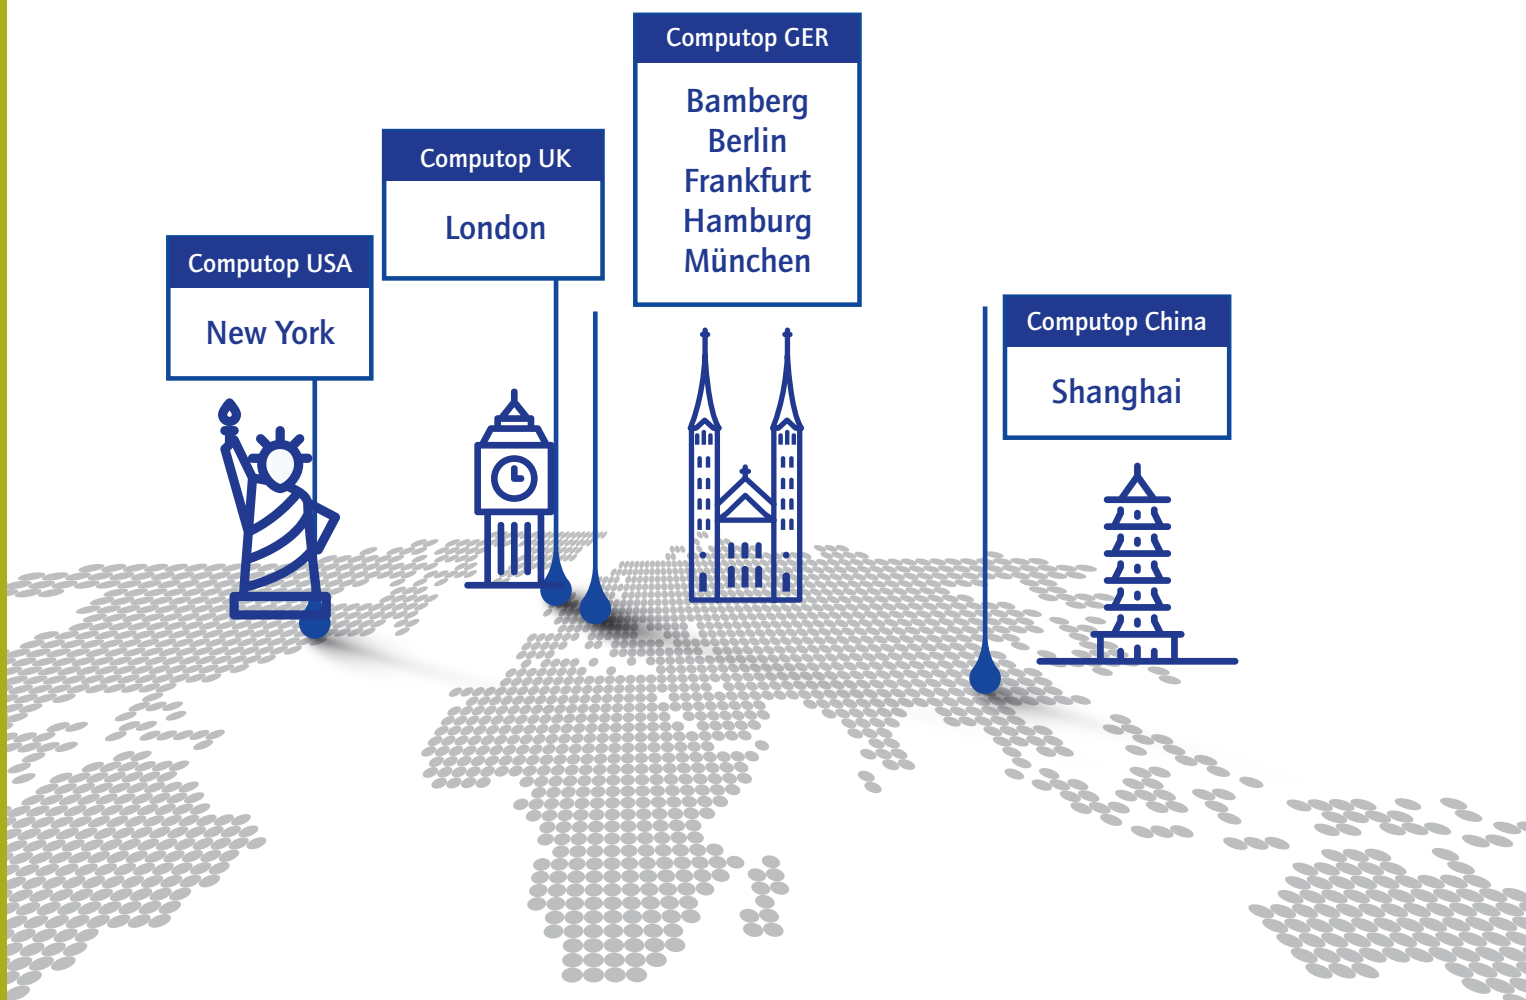 Computop GER
Bamberg
Berlin
Frankfurt
Hamburg
München
Computop UK
London
Computop USA
New York
Computop China
Shanghai